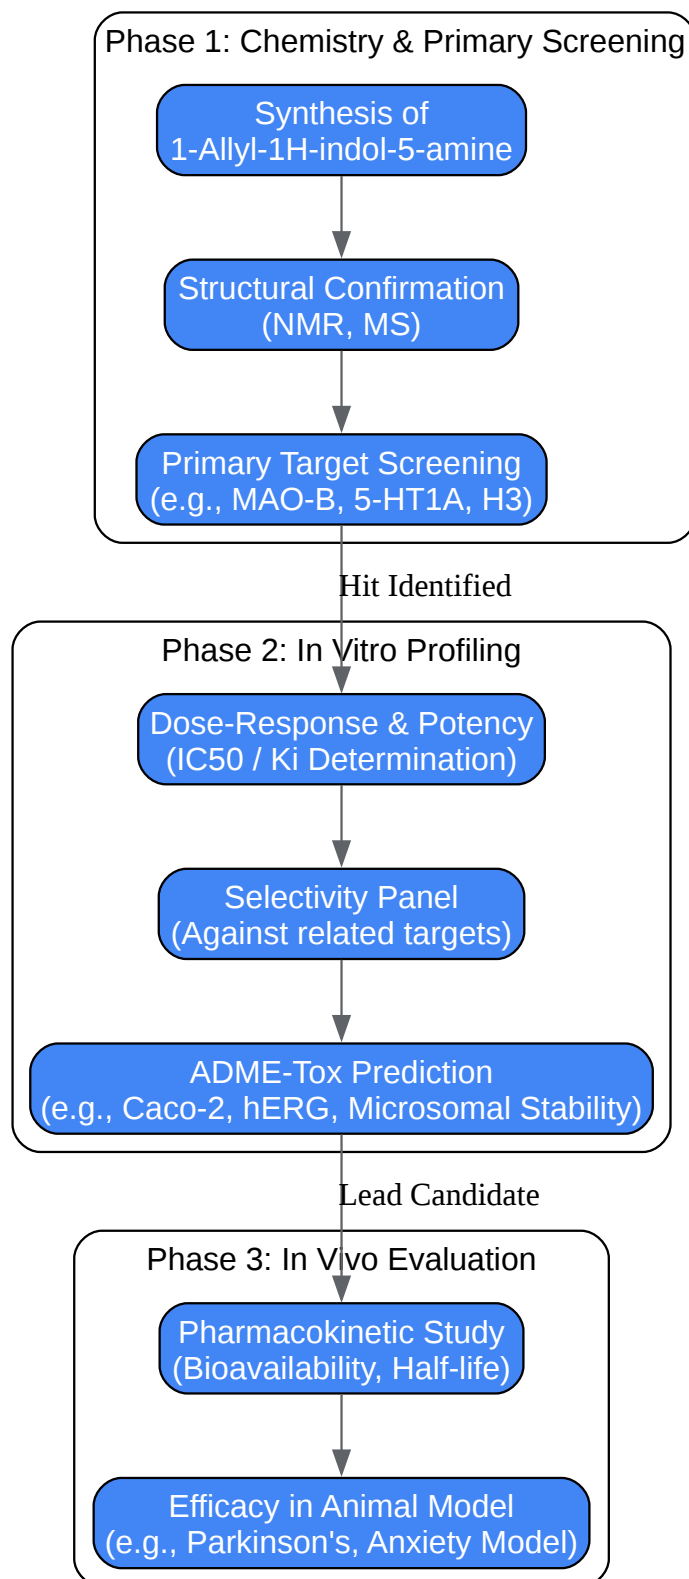 Phase 1: Chemistry & Primary Screening
Synthesis of
1-Allyl-1H-indol-5-amine
Structural Confirmation
(NMR, MS)
Primary Target Screening
(e.g., MAO-B, 5-HT1A, H3)
Hit Identified
Phase 2: In Vitro Profiling
Dose-Response & Potency
(IC50 / Ki Determination)
Selectivity Panel
(Against related targets)
ADME-Tox Prediction
(e.g., Caco-2, hERG, Microsomal Stability)
Lead Candidate
Phase 3: In Vivo Evaluation
Pharmacokinetic Study
(Bioavailability, Half-life)
Efficacy in Animal Model
(e.g., Parkinson's, Anxiety Model)